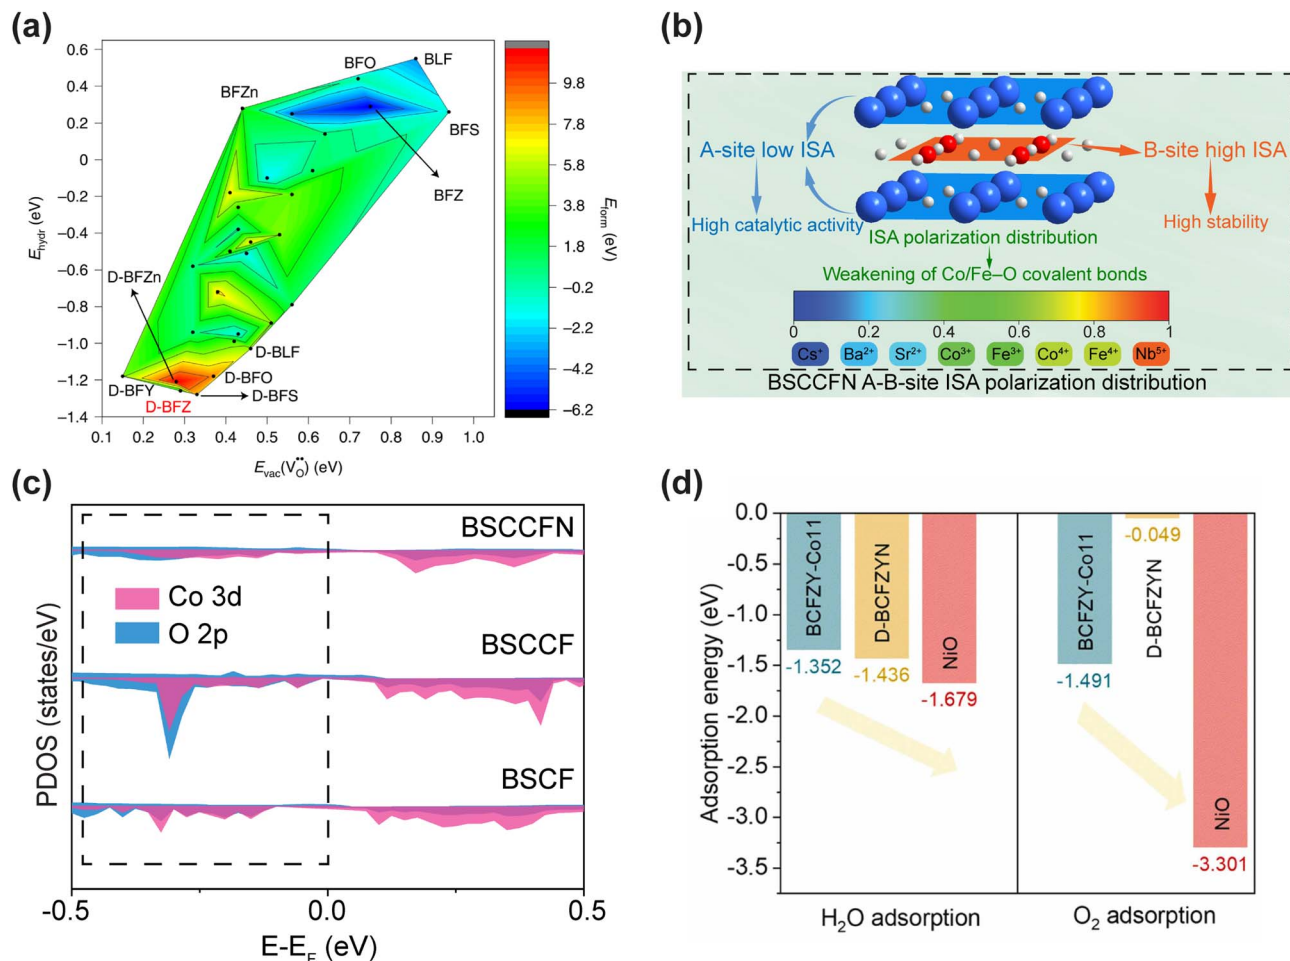 (a)
0.6
0.4
0.2
0
−0.2
−0.4
−0.6
−0.8
−1.0
−1.2
−1.4
E_hydr (eV)
0.1 0.2 0.3 0.4 0.5 0.6 0.7 0.8 0.9 1.0
E_vac(V_O^••) (eV)
BFO
BLF
BFZn
BFS
BFZ
D-BFZn
D-BLF
D-BFY
D-BFO
D-BFZ
D-BFS
9.8
7.8
5.8
3.8
1.8
−0.2
−2.2
−4.2
−6.2
E_form (eV)
(b)
A-site low ISA
B-site high ISA
High catalytic activity
High stability
ISA polarization distribution
Weakening of Co/Fe–O covalent bonds
0 0.2 0.4 0.6 0.8 1
Cs⁺ Ba²⁺ Sr²⁺ Co³⁺ Fe³⁺ Co⁴⁺ Fe⁴⁺ Nb⁵⁺
BSCCFN A-B-site ISA polarization distribution
(c)
BSCCFN
Co 3d
O 2p
BSCCF
BSCF
PDOS (states/eV)
-0.5 0.0 0.5
E-E_F (eV)
(d)
0.0
-0.5
-1.0
-1.5
-2.0
-2.5
-3.0
-3.5
Adsorption energy (eV)
BCFZY-Co11
-1.352
D-BCFZYN
-1.436
NiO
-1.679
BCFZY-Co11
-1.491
-0.049
D-BCFZYN
NiO
-3.301
H₂O adsorption
O₂ adsorption